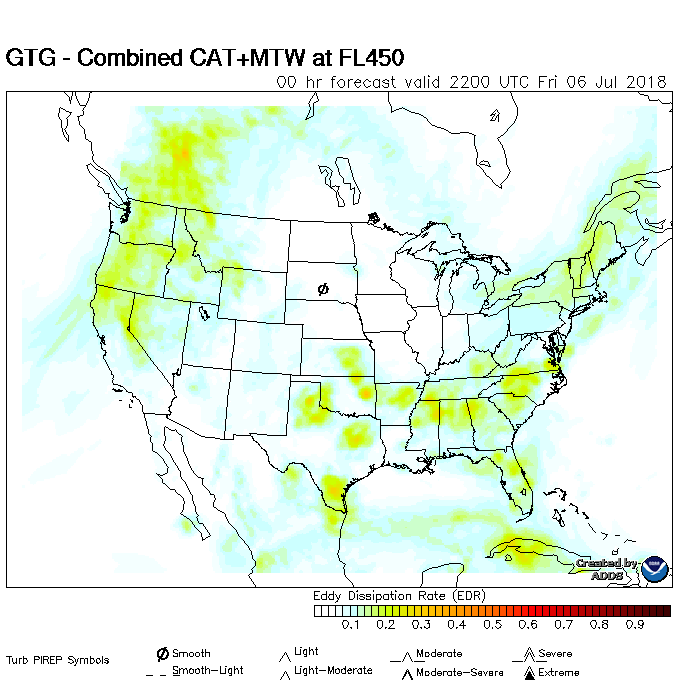 GTG - Combined CAT+MTW at FL450
00 hr forecast valid 2200 UTC Fri 06 Jul 2018
Created by
ADDS
Eddy Dissipation Rate (EDR)
0.1 0.2 0.3 0.4 0.5 0.6 0.7 0.8 0.9
Turb PIREP Symbols
Smooth Light Moderate Severe
Smooth-Light Light-Moderate Moderate-Severe Extreme